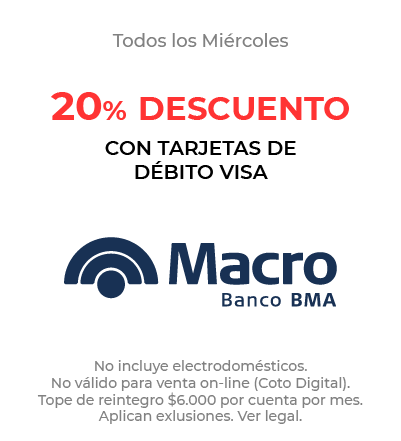 Todos los Miércoles
20% DESCUENTO
CON TARJETAS DE
DÉBITO VISA
Macro
Banco BMA
No incluye electrodomésticos.
No válido para venta on-line (Coto Digital).
Tope de reintegro $6.000 por cuenta por mes.
Aplican exlusiones. Ver legal.